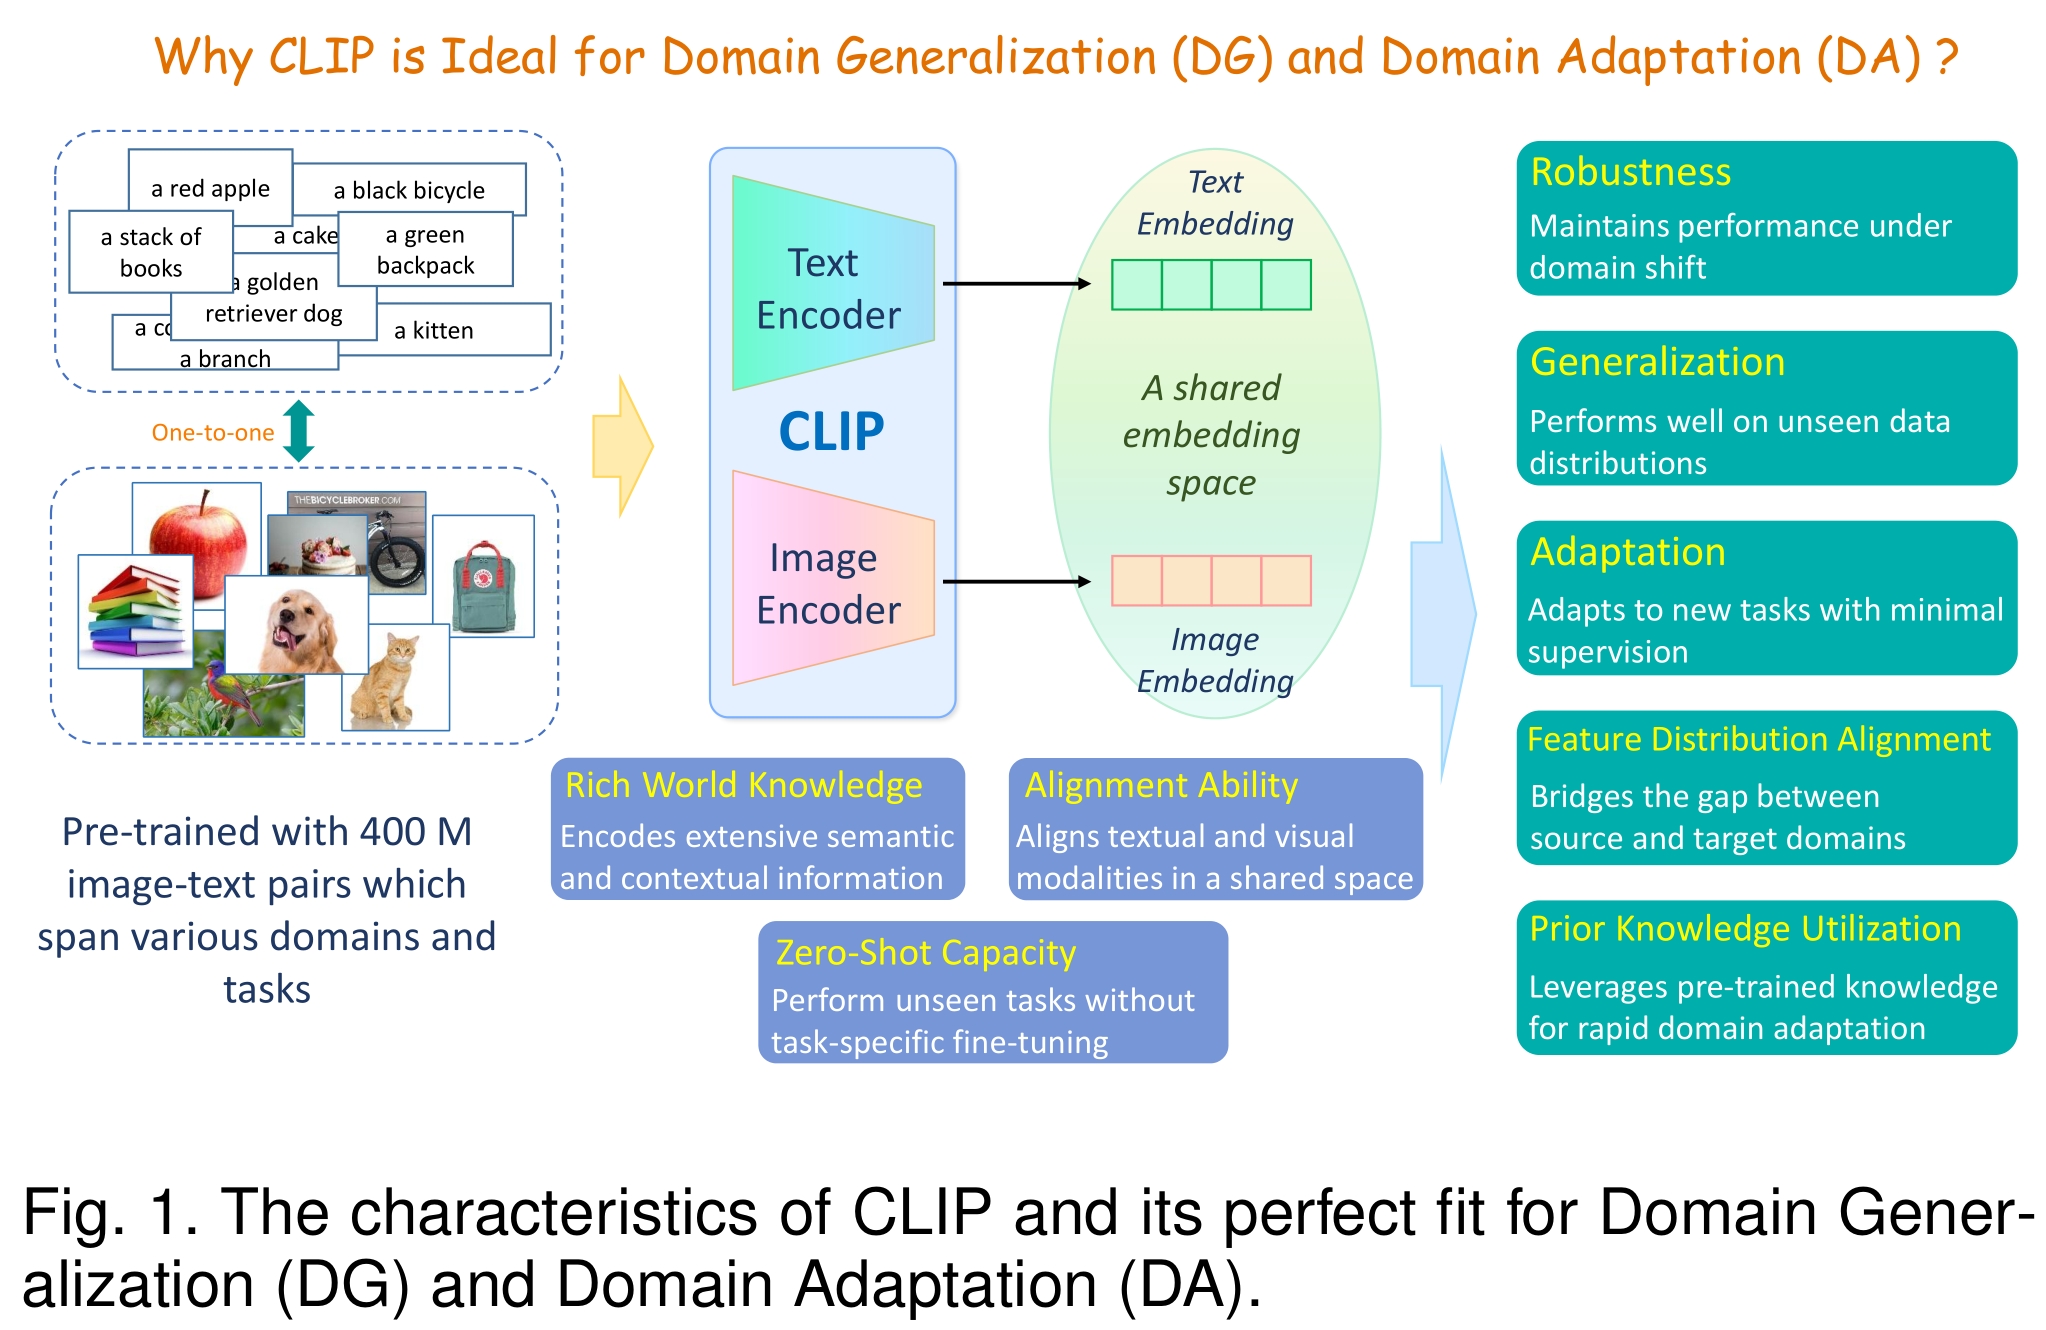 Why CLIP is Ideal for Domain Generalization (DG) and Domain Adaptation (DA) ?
a red apple
a black bicycle
a stack of
books
a cake
a green
backpack
a golden
retriever dog
a kitten
a
a branch
One-to-one
THEBICYCLEBROKER.COM
Pre-trained with 400 M
image-text pairs which
span various domains and
tasks
Text
Encoder
CLIP
Image
Encoder
Text
Embedding
A shared
embedding
space
Image
Embedding
Rich World Knowledge
Encodes extensive semantic
and contextual information
Alignment Ability
Aligns textual and visual
modalities in a shared space
Zero-Shot Capacity
Perform unseen tasks without
task-specific fine-tuning
Robustness
Maintains performance under
domain shift
Generalization
Performs well on unseen data
distributions
Adaptation
Adapts to new tasks with minimal
supervision
Feature Distribution Alignment
Bridges the gap between
source and target domains
Prior Knowledge Utilization
Leverages pre-trained knowledge
for rapid domain adaptation
Fig. 1. The characteristics of CLIP and its perfect fit for Domain Gener-
alization (DG) and Domain Adaptation (DA).